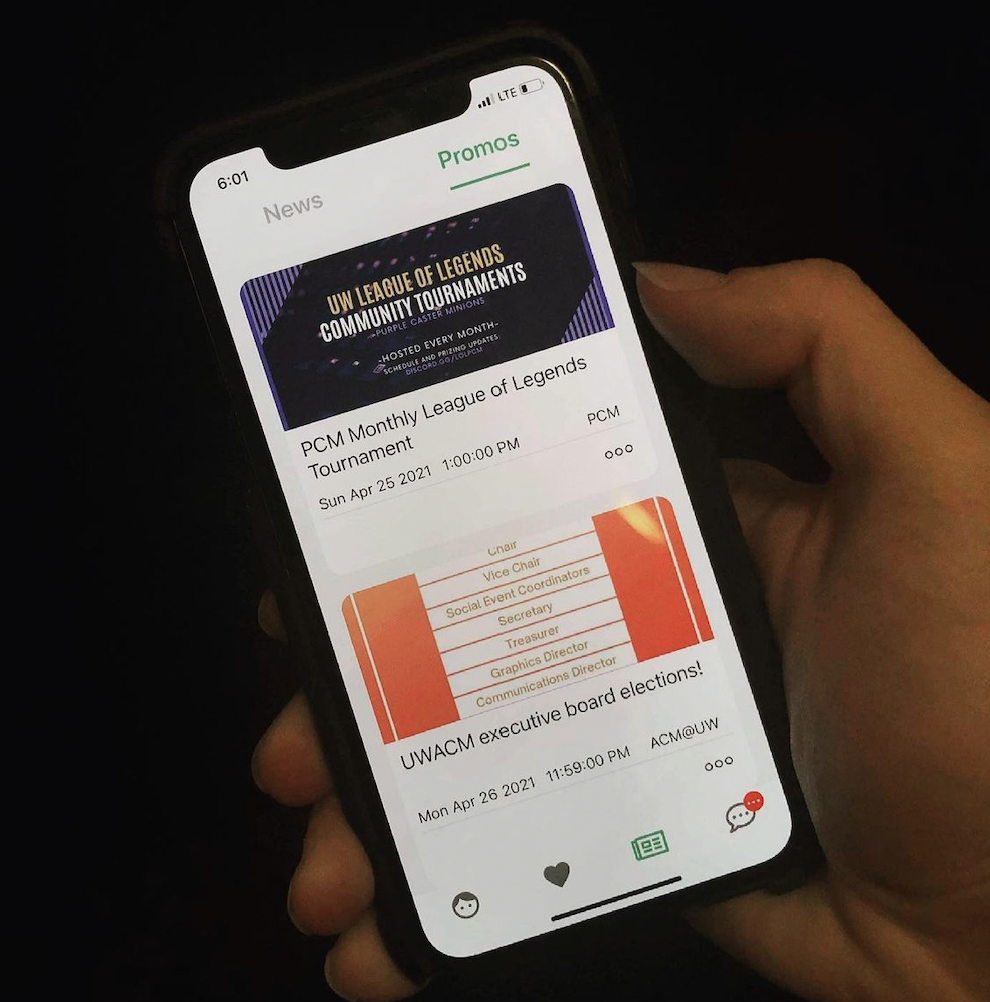 6:01
LTE
News
Promos
UW LEAGUE OF LEGENDS
COMMUNITY TOURNAMENTS
-PURPLE CASTER MINIONS
-HOSTED EVERY MONTH-
SCHEDULE AND PRIZING UPDATES:
DISCORD.GG/LOLPCM
PCM Monthly League of Legends
Tournament
Sun Apr 25 2021 1:00:00 PM
PCM
Chair
Vice Chair
Social Event Coordinators
Secretary
Treasurer
Graphics Director
Communications Director
UWACM executive board elections!
Mon Apr 26 2021 11:59:00 PM
ACM@UW